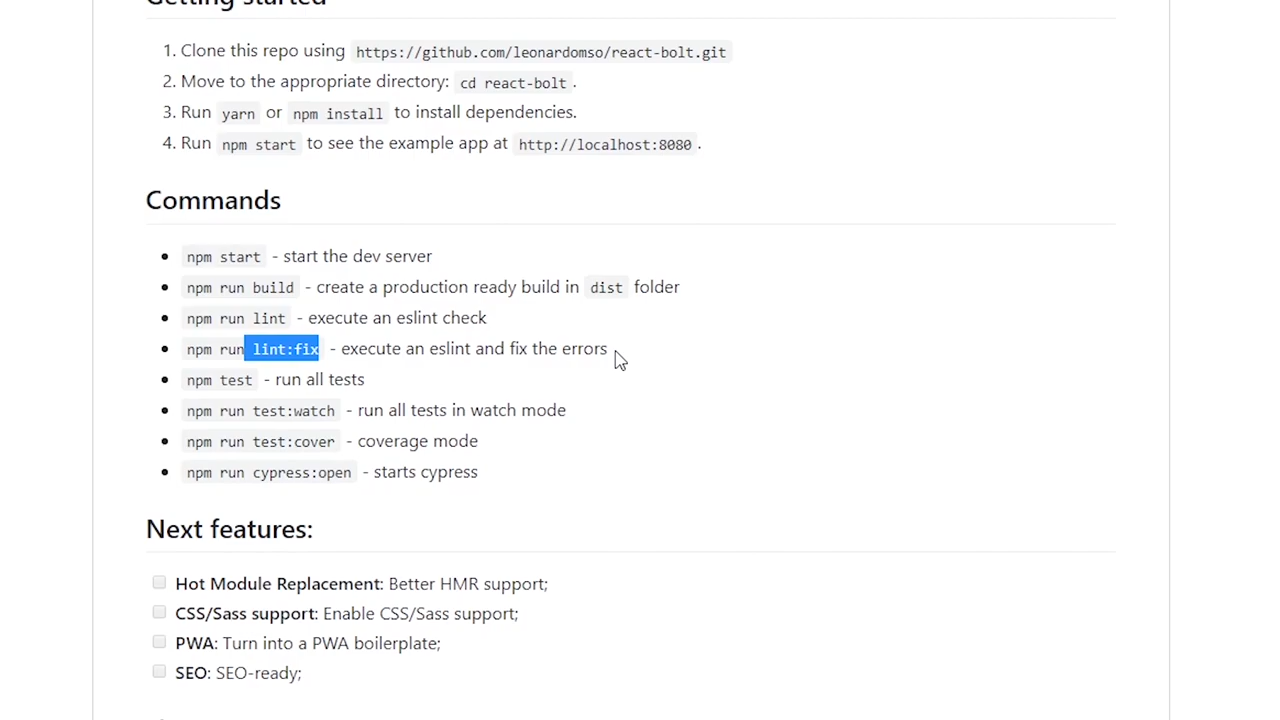 Getting started
1. Clone this repo using https://github.com/leonardomso/react-bolt.git
2. Move to the appropriate directory: cd react-bolt.
3. Run yarn or npm install to install dependencies.
4. Run npm start to see the example app at http://localhost:8080.
Commands
• npm start - start the dev server
• npm run build - create a production ready build in dist folder
• npm run lint - execute an eslint check
• npm run lint:fix - execute an eslint and fix the errors
• npm test - run all tests
• npm run test:watch - run all tests in watch mode
• npm run test:cover - coverage mode
• npm run cypress:open - starts cypress
Next features:
Hot Module Replacement: Better HMR support;
CSS/Sass support: Enable CSS/Sass support;
PWA: Turn into a PWA boilerplate;
SEO: SEO-ready;